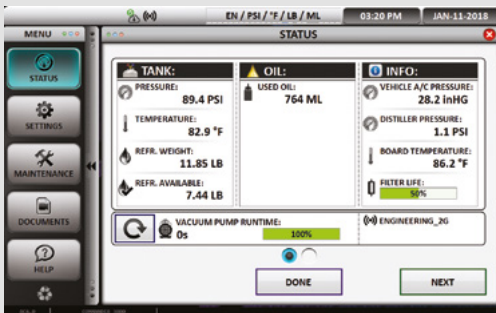 EN / PSI / °F / LB / ML
03:20 PM
JAN-11-2018
MENU
STATUS
STATUS
SETTINGS
MAINTENANCE
DOCUMENTS
HELP
TANK:
PRESSURE:
89.4 PSI
TEMPERATURE:
82.9 °F
REFR. WEIGHT:
11.85 LB
REFR. AVAILABLE:
7.44 LB
OIL:
USED OIL:
764 ML
INFO:
VEHICLE A/C PRESSURE:
28.2 inHG
DISTILLER PRESSURE:
1.1 PSI
BOARD TEMPERATURE:
86.2 °F
FILTER LIFE:
50%
VACUUM PUMP RUNTIME:
0s
100%
ENGINEERING_2G
DONE
NEXT